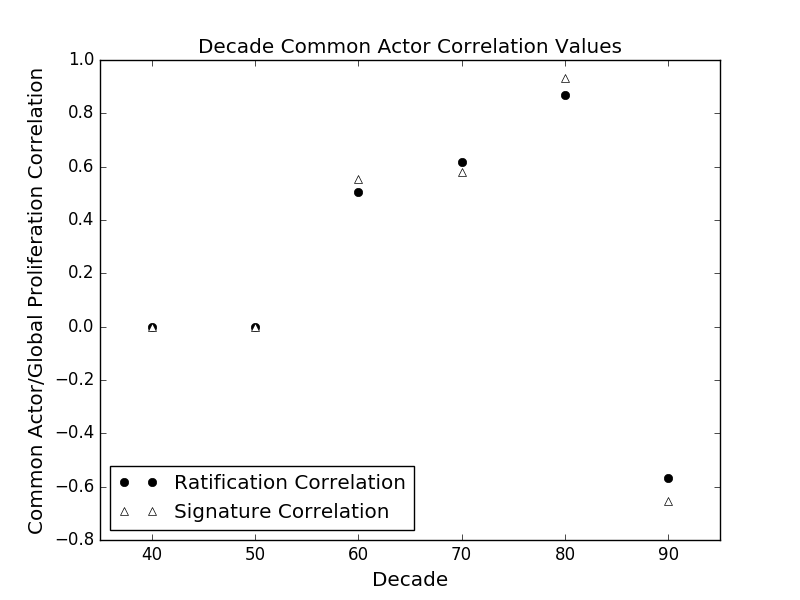 Decade Common Actor Correlation Values
Common Actor/Global Proliferation Correlation
1.0
0.8
0.6
0.4
0.2
0.0
−0.2
−0.4
−0.6
−0.8
Ratification Correlation
Signature Correlation
40 50 60 70 80 90
Decade